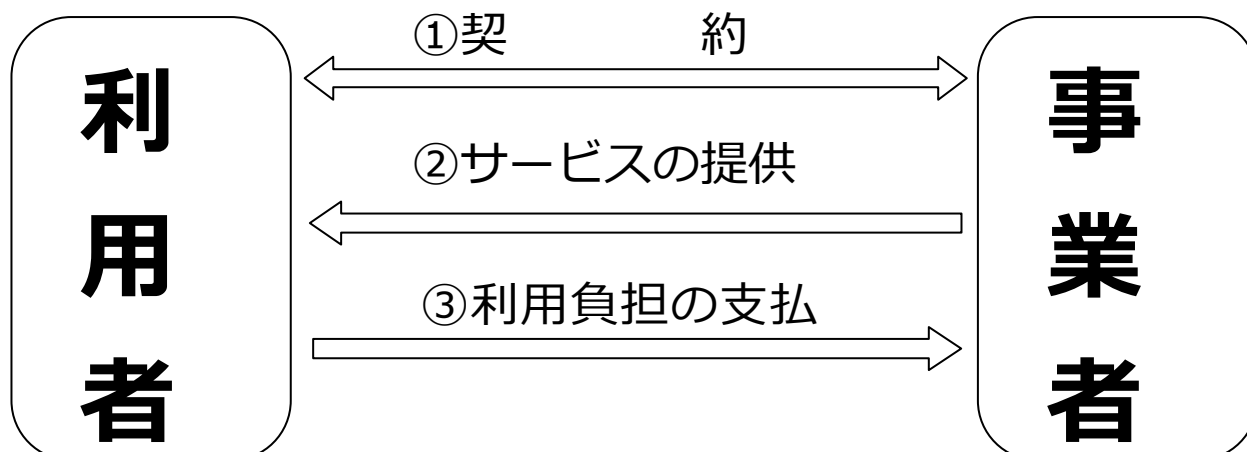 利用者
①契　　　　約
②サービスの提供
③利用負担の支払
事業者